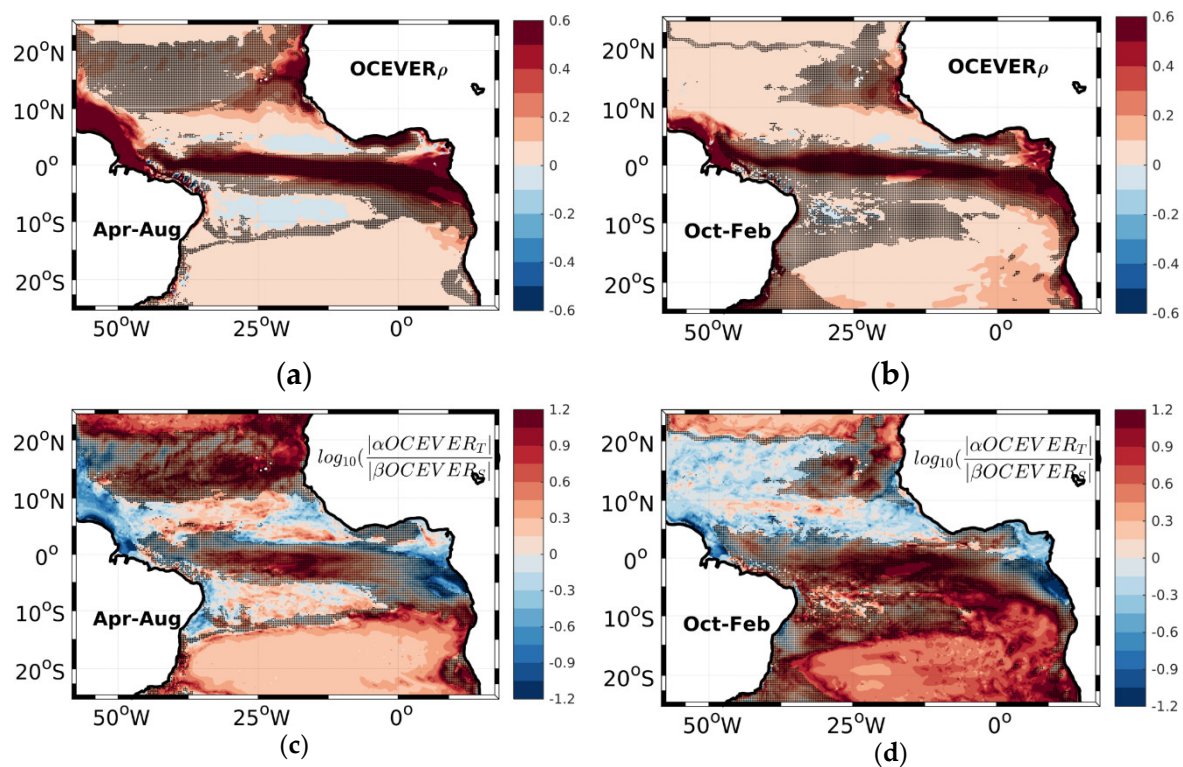 20°N
10°N
0°
10°S
20°S
50°W
25°W
0°
OCEVERρ
Apr-Aug
0.6
0.4
0.2
0
-0.2
-0.4
-0.6
(a)
20°N
10°N
0°
10°S
20°S
50°W
25°W
0°
OCEVERρ
Oct-Feb
0.6
0.4
0.2
0
-0.2
-0.4
-0.6
(b)
20°N
10°N
0°
10°S
20°S
50°W
25°W
0°
log₁₀(|αOCEVER_T|
|βOCEVER_S|
Apr-Aug
1.2
0.9
0.6
0.3
0
-0.3
-0.6
-0.9
-1.2
(c)
20°N
10°N
0°
10°S
20°S
50°W
25°W
0°
log₁₀(|αOCEVER_T|
|βOCEVER_S|
Oct-Feb
1.2
0.9
0.6
0.3
0
-0.3
-0.6
-0.9
-1.2
(d)